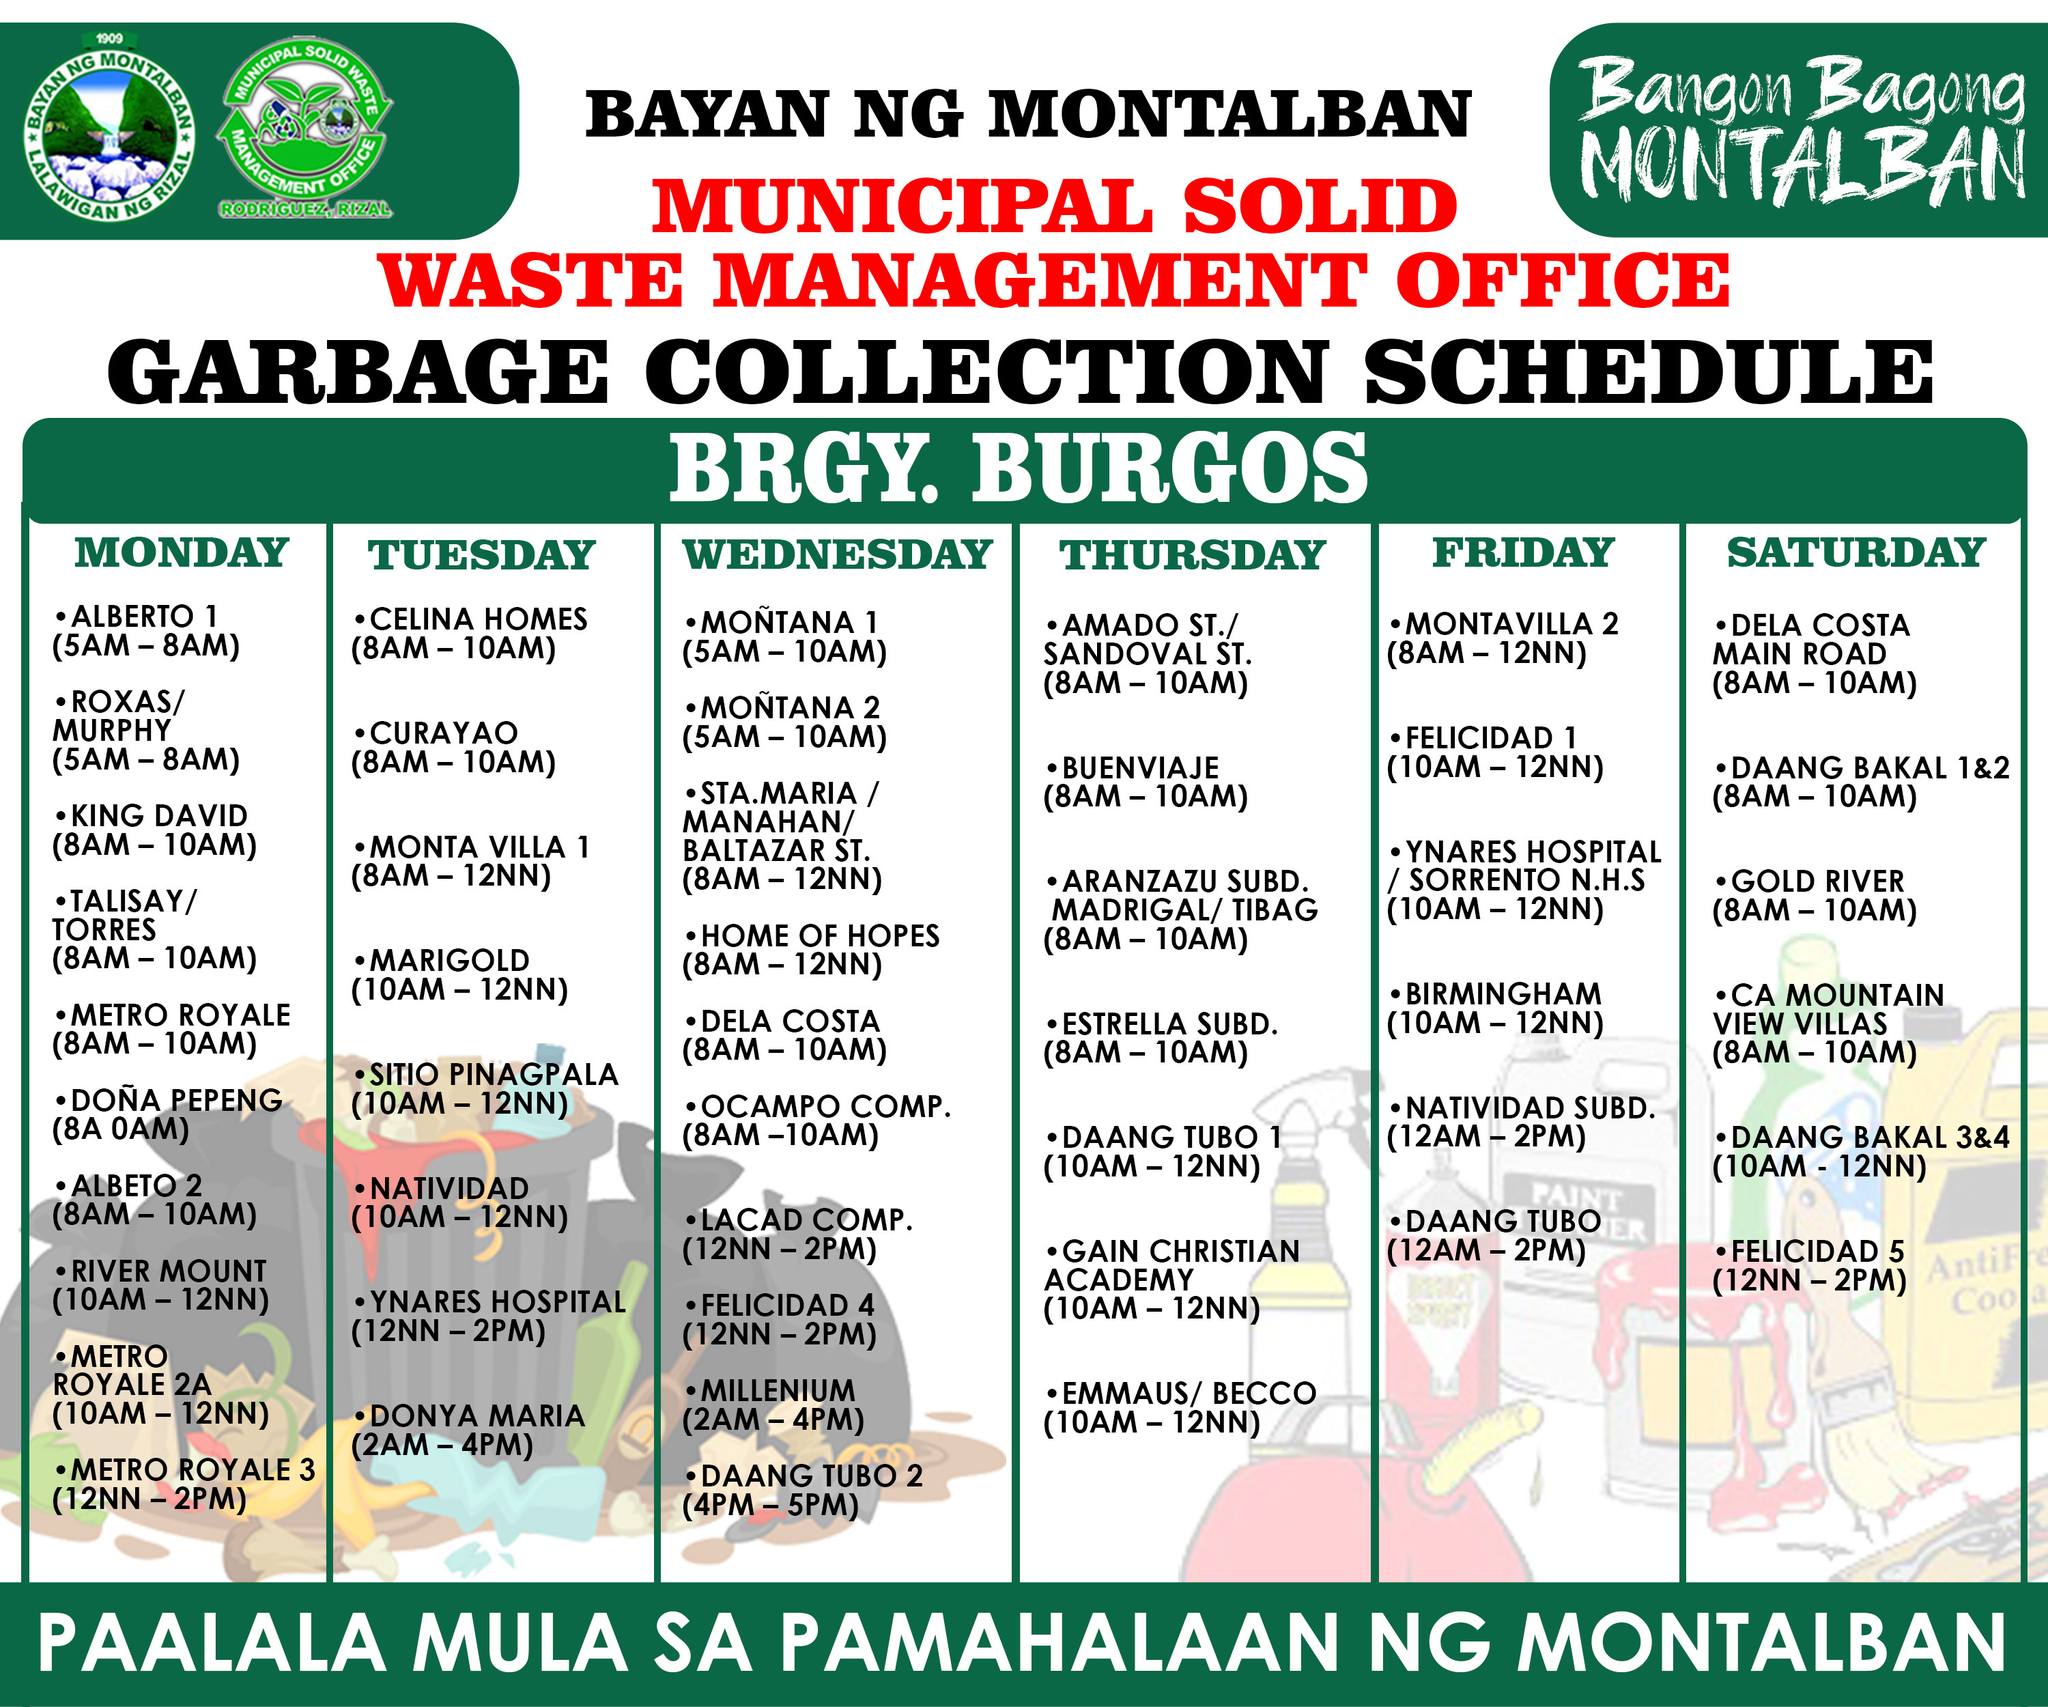 1909
BAYAN NG MONTALBAN
LALAWIGAN NG RIZAL
MUNICIPAL SOLID WASTE
MANAGEMENT OFFICE
RODRIGUEZ, RIZAL
BAYAN NG MONTALBAN
MUNICIPAL SOLID
WASTE MANAGEMENT OFFICE
Bangon Bagong
MONTALBAN
GARBAGE COLLECTION SCHEDULE
BRGY. BURGOS
MONDAY
•ALBERTO 1
(5AM – 8AM)
•ROXAS/
MURPHY
(5AM – 8AM)
•KING DAVID
(8AM – 10AM)
•TALISAY/
TORRES
(8AM – 10AM)
•METRO ROYALE
(8AM – 10AM)
•DOÑA PEPENG
(8A 0AM)
•ALBETO 2
(8AM – 10AM)
•RIVER MOUNT
(10AM – 12NN)
•METRO
ROYALE 2A
(10AM – 12NN)
•METRO ROYALE 3
(12NN – 2PM)
TUESDAY
•CELINA HOMES
(8AM – 10AM)
•CURAYAO
(8AM – 10AM)
•MONTA VILLA 1
(8AM – 12NN)
•MARIGOLD
(10AM – 12NN)
•SITIO PINAGPALA
(10AM – 12NN)
•NATIVIDAD
(10AM – 12NN)
•YNARES HOSPITAL
(12NN – 2PM)
•DONYA MARIA
(2AM – 4PM)
WEDNESDAY
•MOÑTANA 1
(5AM – 10AM)
•MOÑTANA 2
(5AM – 10AM)
•STA.MARIA /
MANAHAN/
BALTAZAR ST.
(8AM – 12NN)
•HOME OF HOPES
(8AM – 12NN)
•DELA COSTA
(8AM – 10AM)
•OCAMPO COMP.
(8AM –10AM)
•LACAD COMP.
(12NN – 2PM)
•FELICIDAD 4
(12NN – 2PM)
•MILLENIUM
(2AM – 4PM)
•DAANG TUBO 2
(4PM – 5PM)
THURSDAY
•AMADO ST./
SANDOVAL ST.
(8AM – 10AM)
•BUENVIAJE
(8AM – 10AM)
•ARANZAZU SUBD.
MADRIGAL/ TIBAG
(8AM – 10AM)
•ESTRELLA SUBD.
(8AM – 10AM)
•DAANG TUBO 1
(10AM – 12NN)
•GAIN CHRISTIAN
ACADEMY
(10AM – 12NN)
•EMMAUS/ BECCO
(10AM – 12NN)
FRIDAY
•MONTAVILLA 2
(8AM – 12NN)
•FELICIDAD 1
(10AM – 12NN)
•YNARES HOSPITAL
/ SORRENTO N.H.S
(10AM – 12NN)
•BIRMINGHAM
(10AM – 12NN)
•NATIVIDAD SUBD.
(12AM – 2PM)
•DAANG TUBO
(12AM – 2PM)
PAINT
SATURDAY
•DELA COSTA
MAIN ROAD
(8AM – 10AM)
•DAANG BAKAL 1&2
(8AM – 10AM)
•GOLD RIVER
(8AM – 10AM)
•CA MOUNTAIN
VIEW VILLAS
(8AM – 10AM)
•DAANG BAKAL 3&4
(10AM - 12NN)
•FELICIDAD 5
(12NN – 2PM)
PAALALA MULA SA PAMAHALAAN NG MONTALBAN